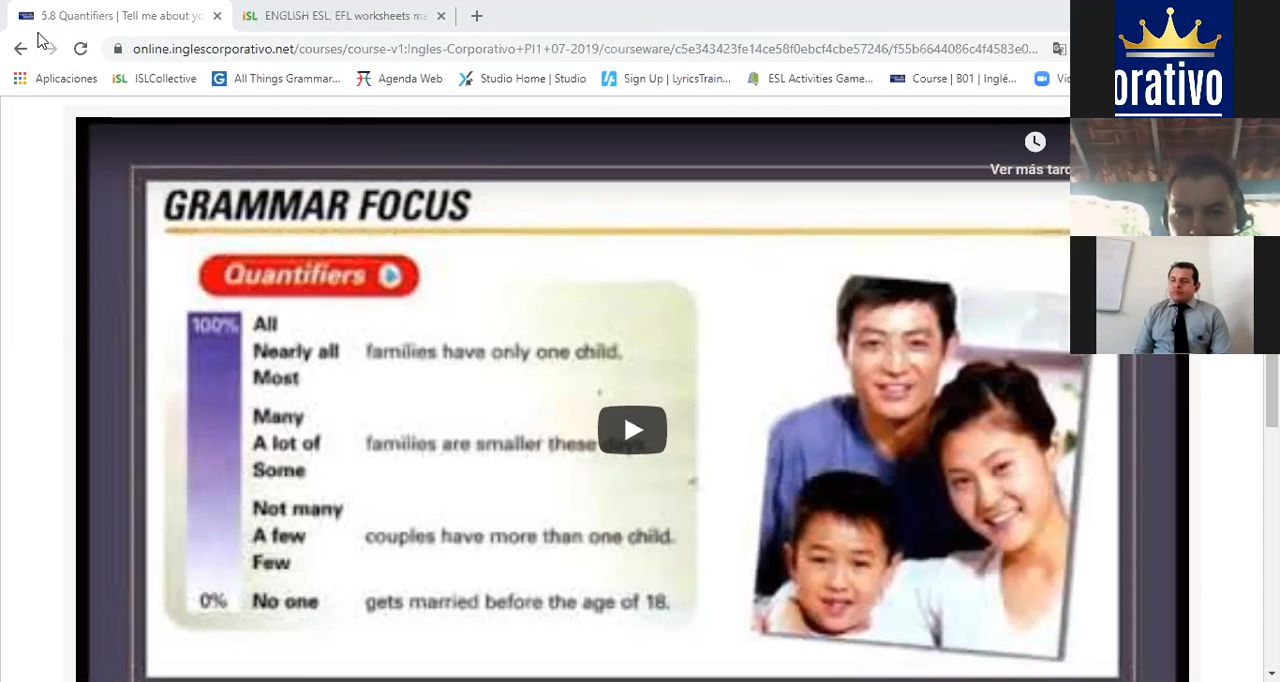 5.8 Quantifiers | Tell me about yo
ENGLISH ESL, EFL worksheets ma
online.inglescorporativo.net/courses/course-v1:Ingles-Corporativo+PI1+07-2019/courseware/c5e343423fe14ce58f0ebcf4cbe57246/f55b6644086c4f4583e0...
Aplicaciones
iSLCollective
All Things Grammar...
Agenda Web
Studio Home | Studio
Sign Up | LyricsTrain...
ESL Activities Game...
Course | B01 | Inglé...
orativo
Ver más tard
GRAMMAR FOCUS
Quantifiers
100% All
Nearly all families have only one child.
Most
Many
A lot of families are smaller these days.
Some
Not many
A few couples have more than one child.
Few
0% No one gets married before the age of 18.